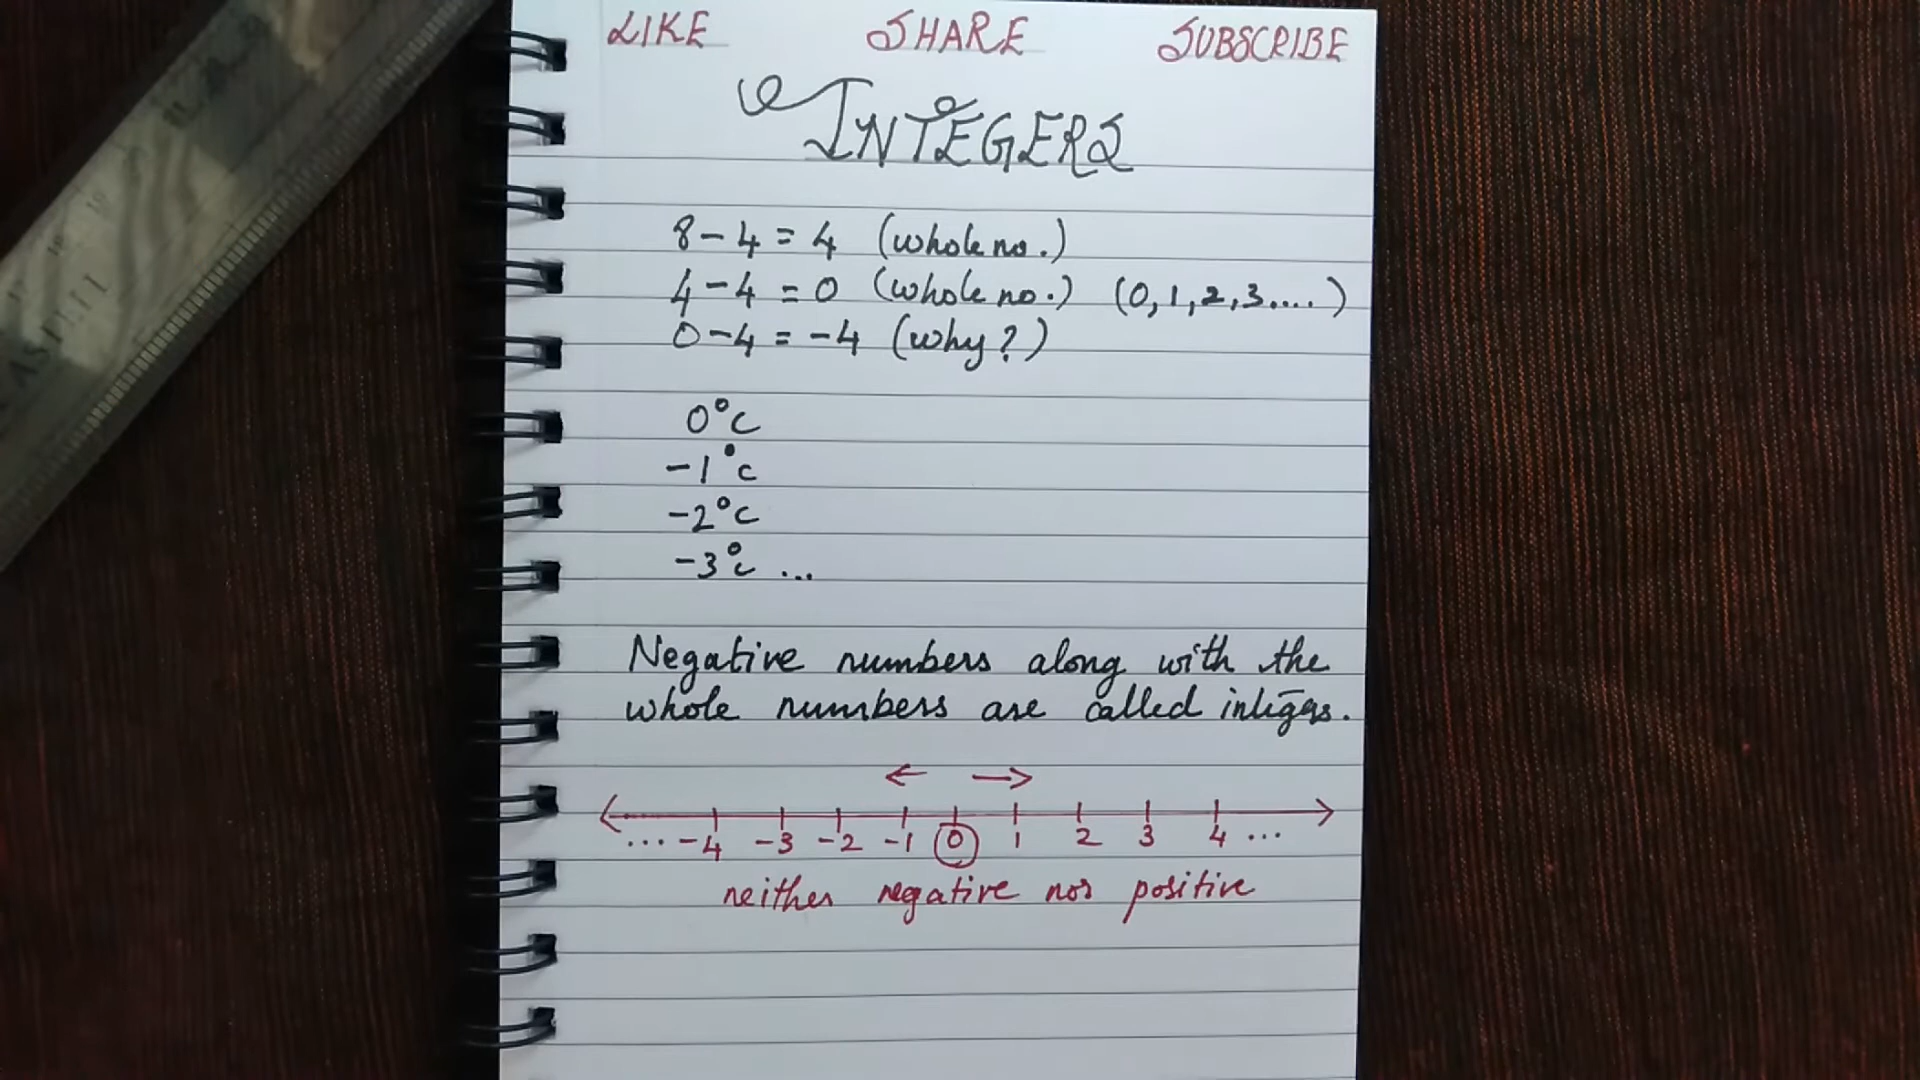 LIKE SHARE SUBSCRIBE
INTEGERS
8 - 4 = 4 (whole no.)
4 - 4 = 0 (whole no.) (0, 1, 2, 3....)
0 - 4 = -4 (why?)
0°C
-1°C
-2°C
-3°C ...
Negative numbers along with the
whole numbers are called integers.
← →
... -4 -3 -2 -1 0 1 2 3 4 ...
neither negative nor positive